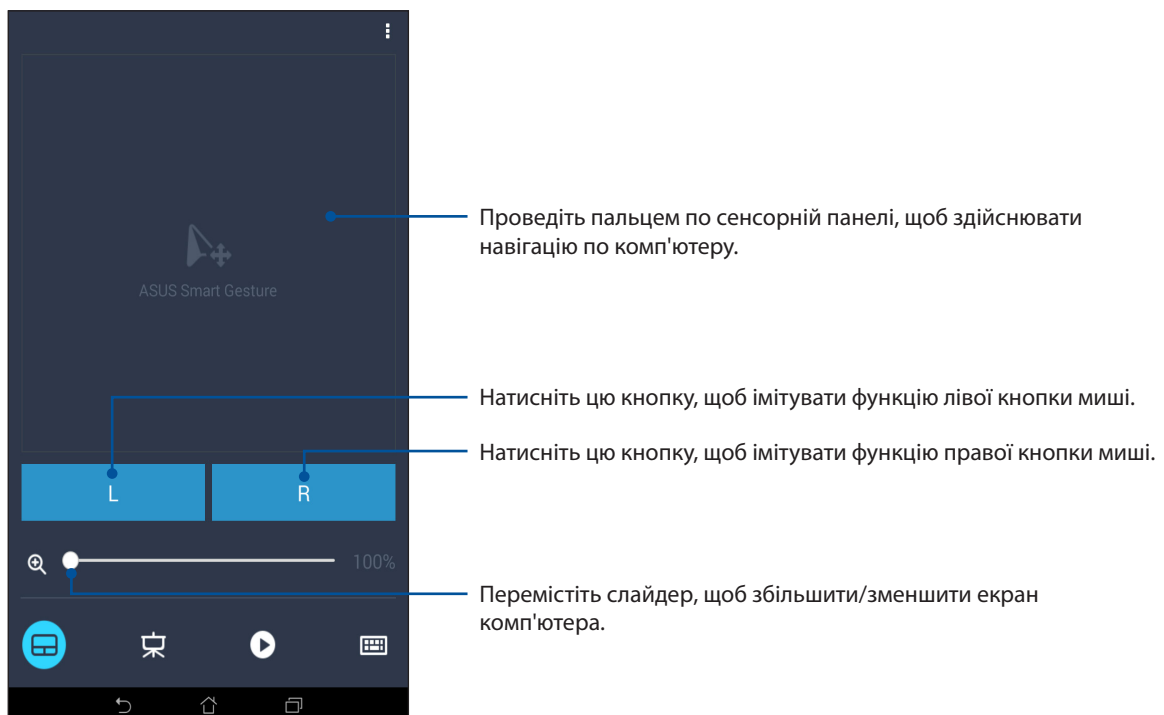 Проведіть пальцем по сенсорній панелі, щоб здійснювати
навігацію по комп'ютеру.
ASUS Smart Gesture
Натисніть цю кнопку, щоб імітувати функцію лівої кнопки миші.
Натисніть цю кнопку, щоб імітувати функцію правої кнопки миші.
L
R
100%
Перемістіть слайдер, щоб збільшити/зменшити екран
комп'ютера.